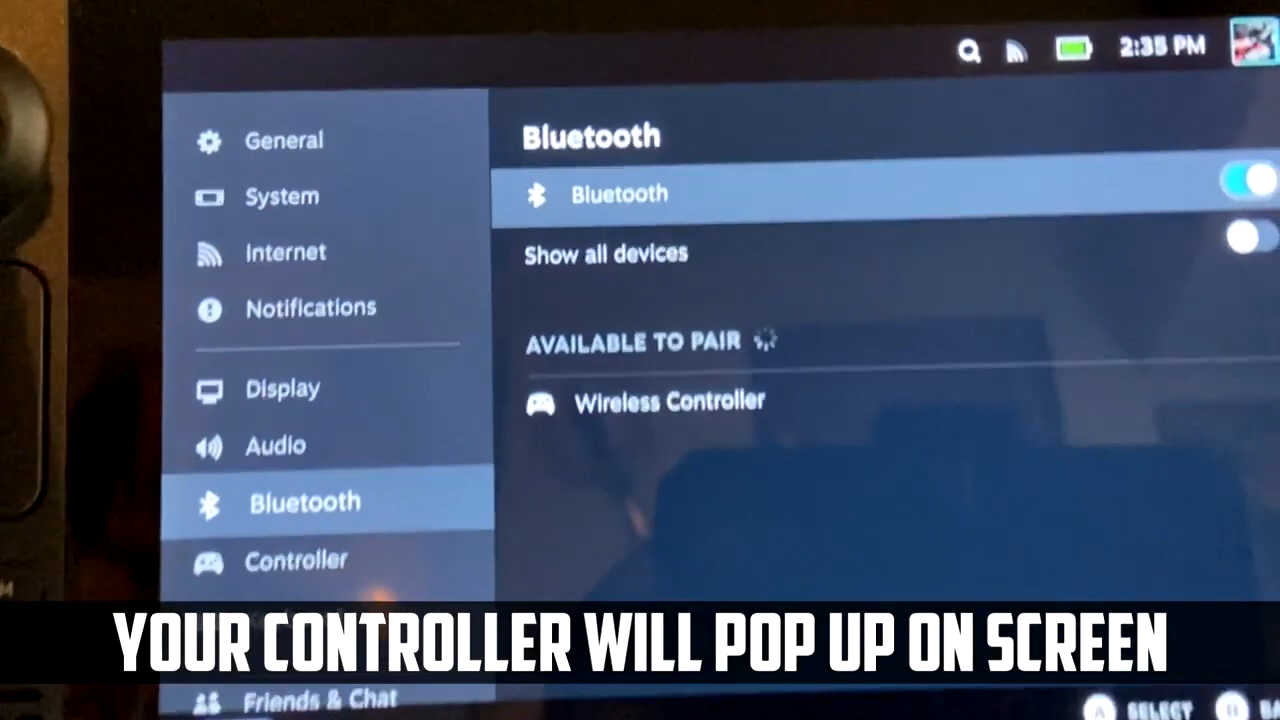 2:35 PM
General
System
Internet
Notifications
Display
Audio
Bluetooth
Controller
Friends & Chat
Bluetooth
Bluetooth
Show all devices
AVAILABLE TO PAIR
Wireless Controller
A SELECT B
YOUR CONTROLLER WILL POP UP ON SCREEN